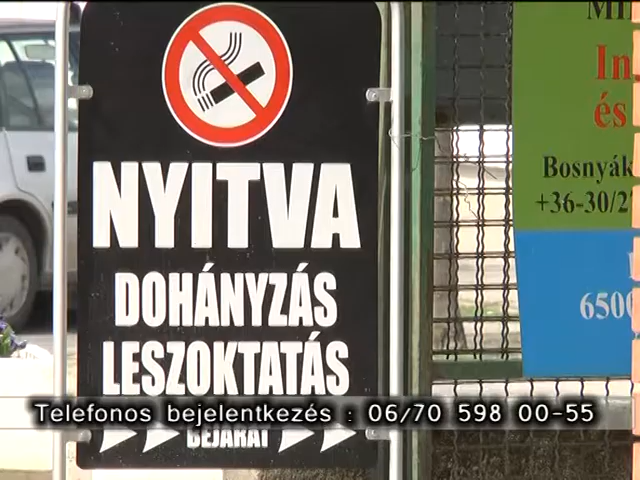 NYITVA
DOHÁNYZÁS
LESZOKTATÁS
BEJÁRAT
Telefonos bejelentkezés : 06/70 598 00-55
In
és
Bosnyák
+36-30/2
6500